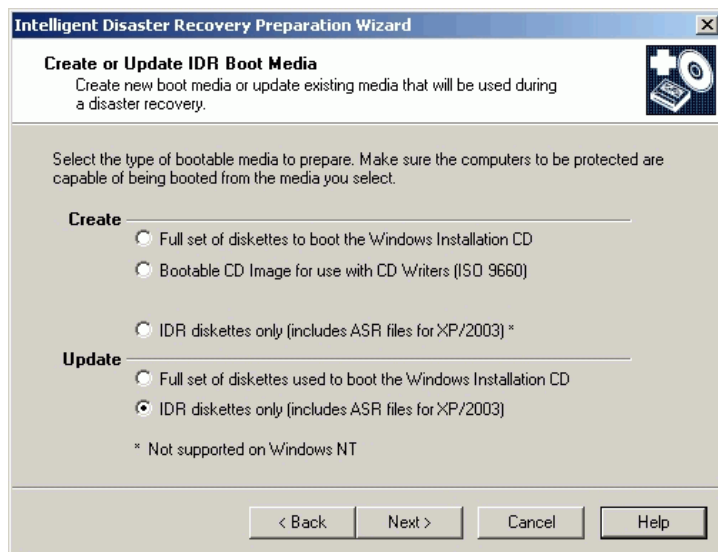 Intelligent Disaster Recovery Preparation Wizard
Create or Update IDR Boot Media
Create new boot media or update existing media that will be used during
a disaster recovery.
Select the type of bootable media to prepare. Make sure the computers to be protected are
capable of being booted from the media you select.
Create
Full set of diskettes to boot the Windows Installation CD
Bootable CD Image for use with CD Writers (ISO 9660)
IDR diskettes only (includes ASR files for XP/2003) *
Update
Full set of diskettes used to boot the Windows Installation CD
IDR diskettes only (includes ASR files for XP/2003)
* Not supported on Windows NT
< Back Next > Cancel Help